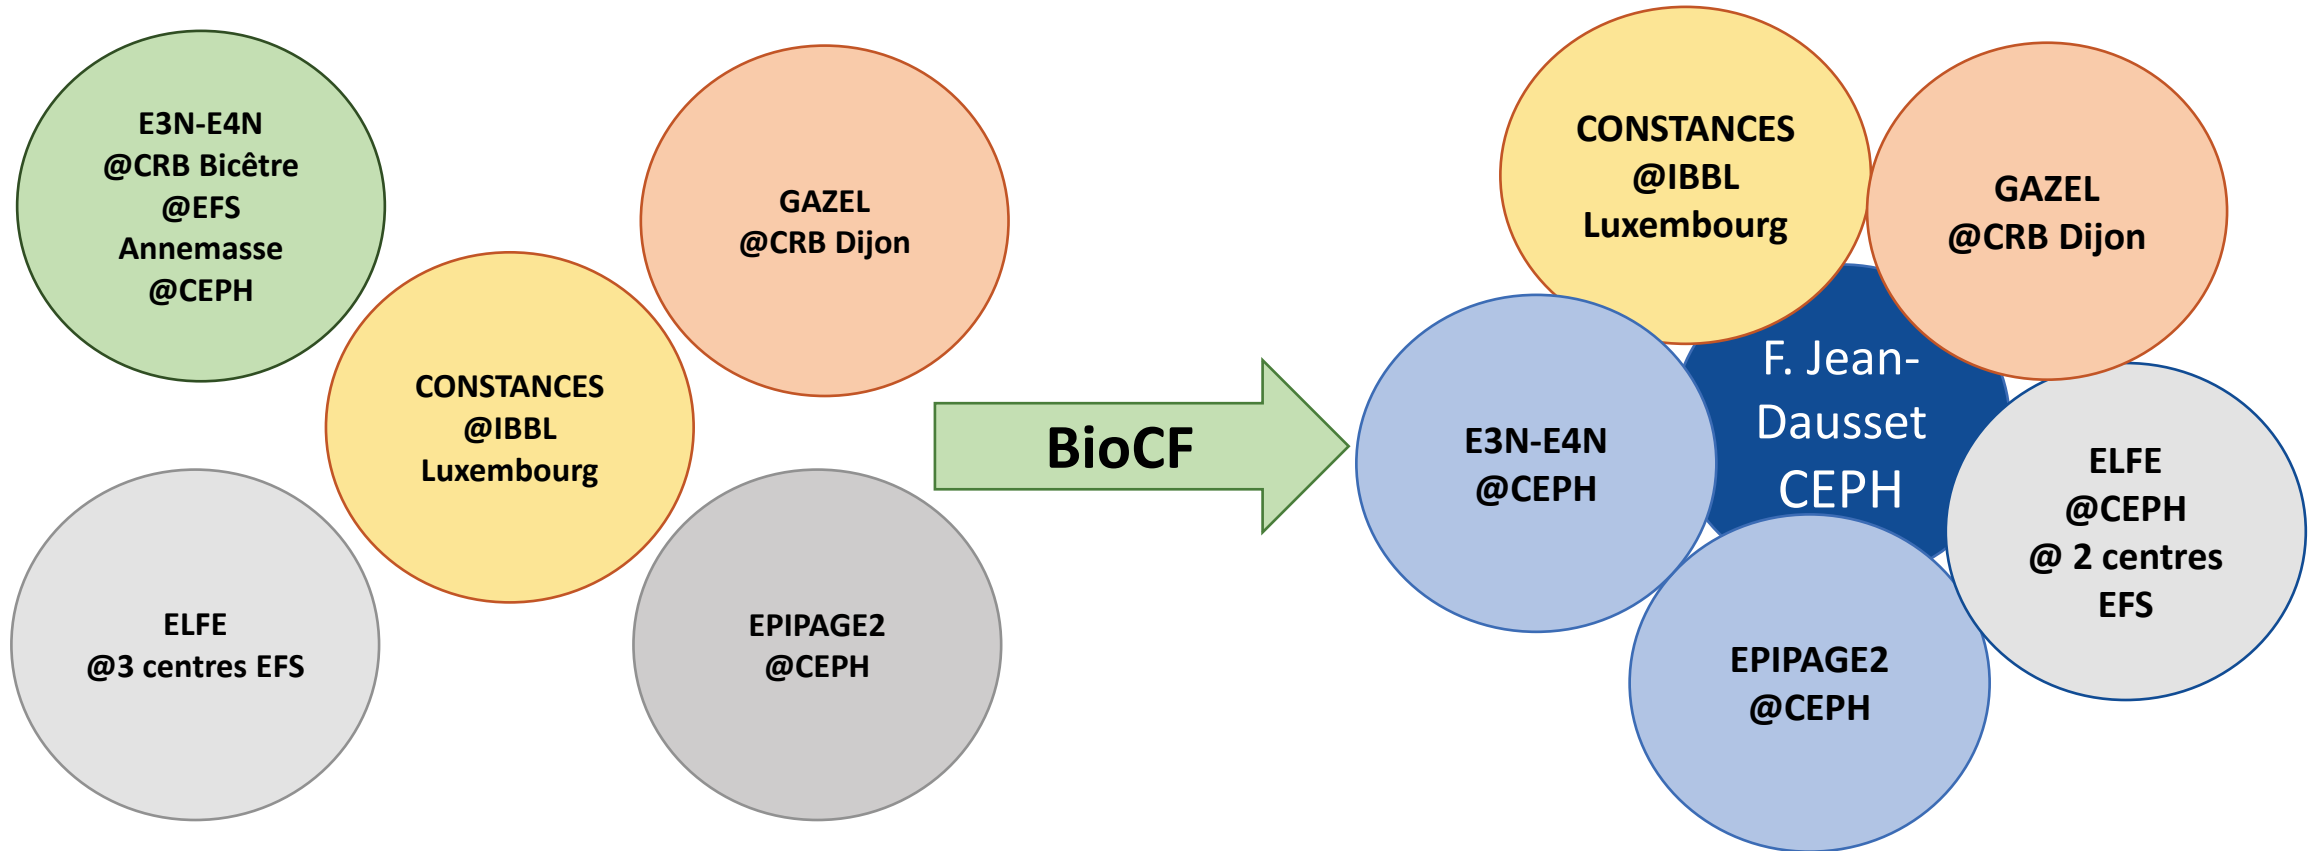 E3N-E4N
@CRB Bicêtre
@EFS
Annemasse
@CEPH
GAZEL
@CRB Dijon
CONSTANCES
@IBBL
Luxembourg
ELFE
@3 centres EFS
EPIPAGE2
@CEPH
BioCF
CONSTANCES
@IBBL
Luxembourg
GAZEL
@CRB Dijon
F. Jean-
Dausset
CEPH
E3N-E4N
@CEPH
ELFE
@CEPH
@ 2 centres
EFS
EPIPAGE2
@CEPH